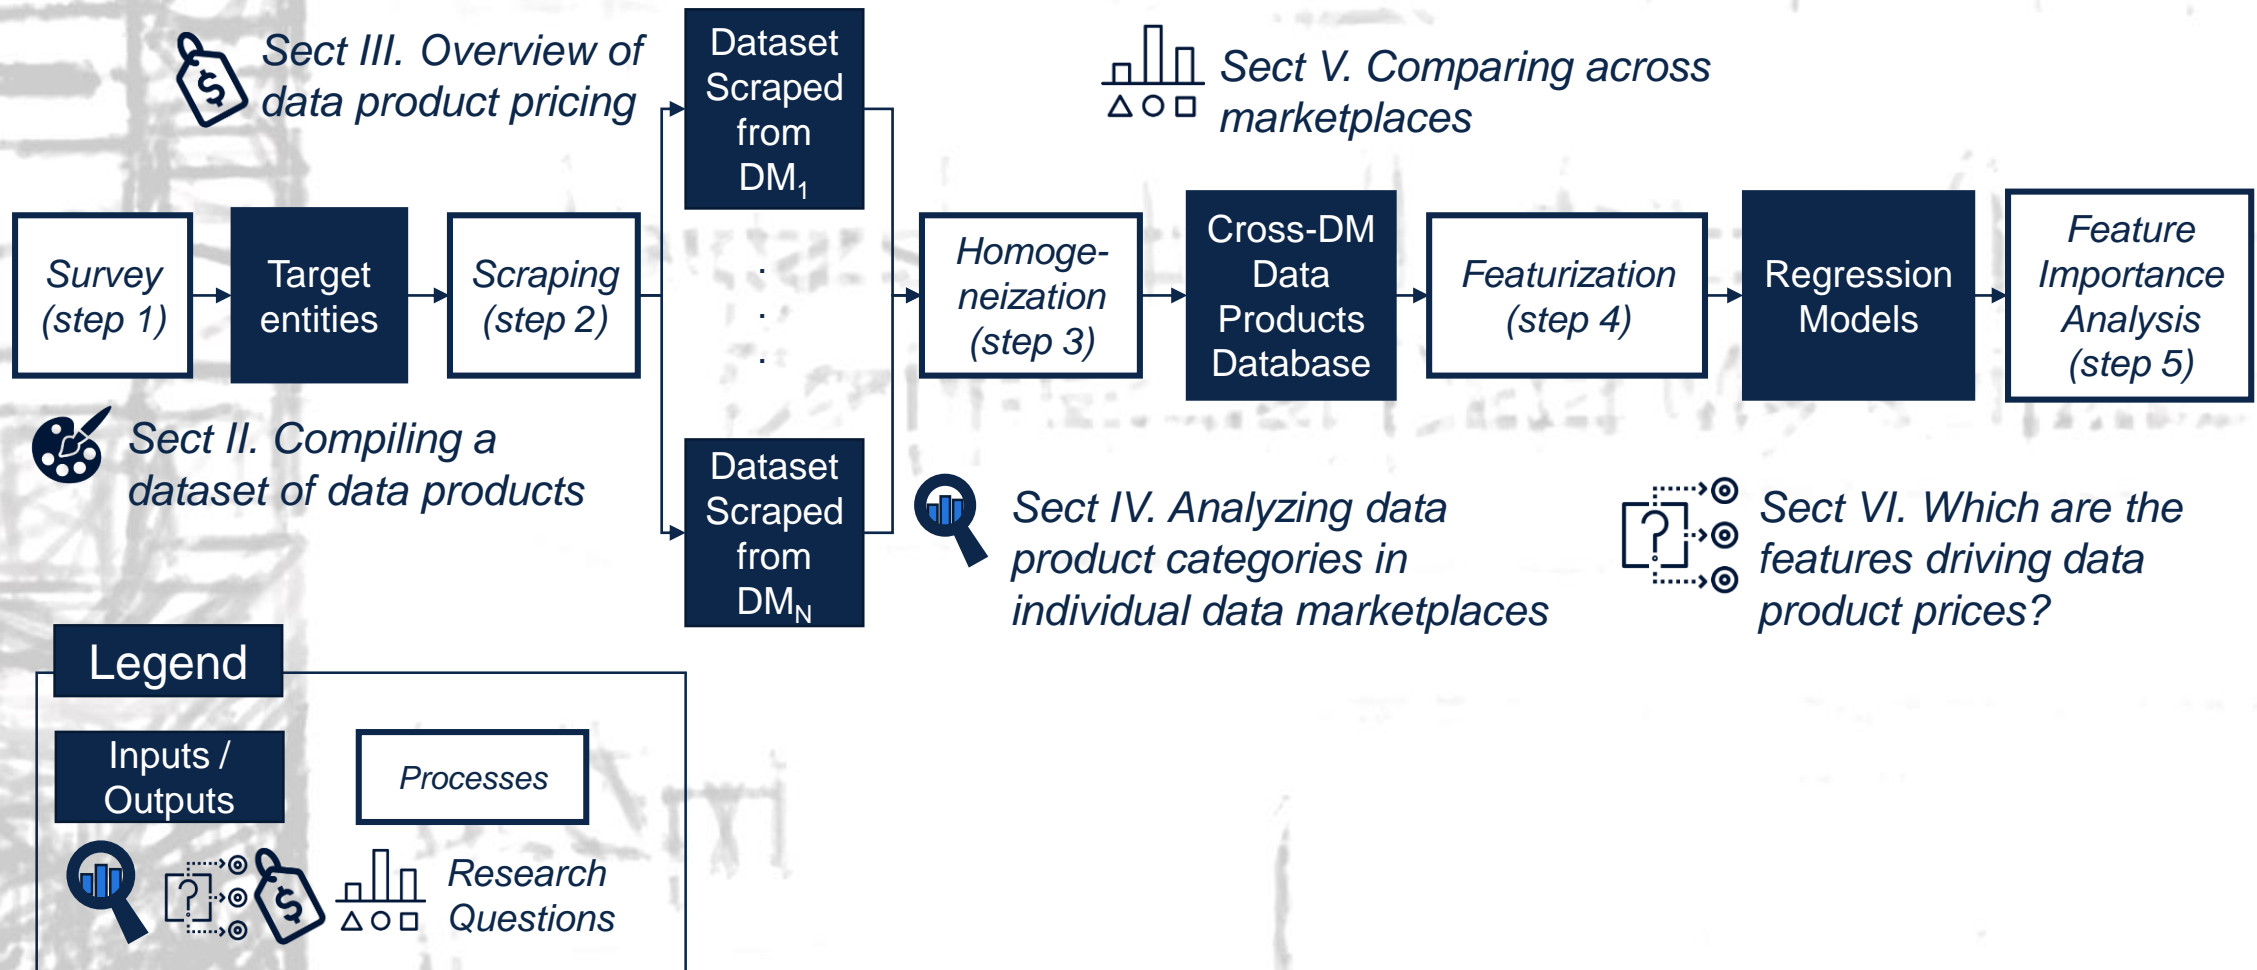 Sect III. Overview of
data product pricing
Dataset
Scraped
from
DM₁
Sect V. Comparing across
marketplaces
Survey
(step 1)
Target
entities
Scraping
(step 2)
.
.
.
Homoge-
neization
(step 3)
Cross-DM
Data
Products
Database
Featurization
(step 4)
Regression
Models
Feature
Importance
Analysis
(step 5)
Sect II. Compiling a
dataset of data products
Dataset
Scraped
from
DM_N
Sect IV. Analyzing data
product categories in
individual data marketplaces
?
Sect VI. Which are the
features driving data
product prices?
Legend
Inputs /
Outputs
Processes
Research
Questions